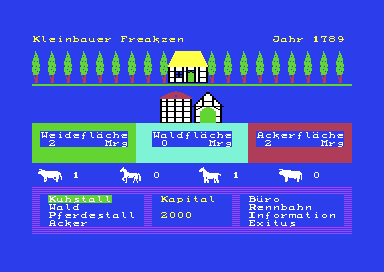 Kleinbauer Freakzen Jahr 1789
Weidefläche Waldfläche Ackerfläche
2 Mrg 0 Mrg 2 Mrg
1 0 1 0
Kuhstall Kapital Büro
Wald Rennbahn
Pferdestall 2000 Information
Acker Exitus